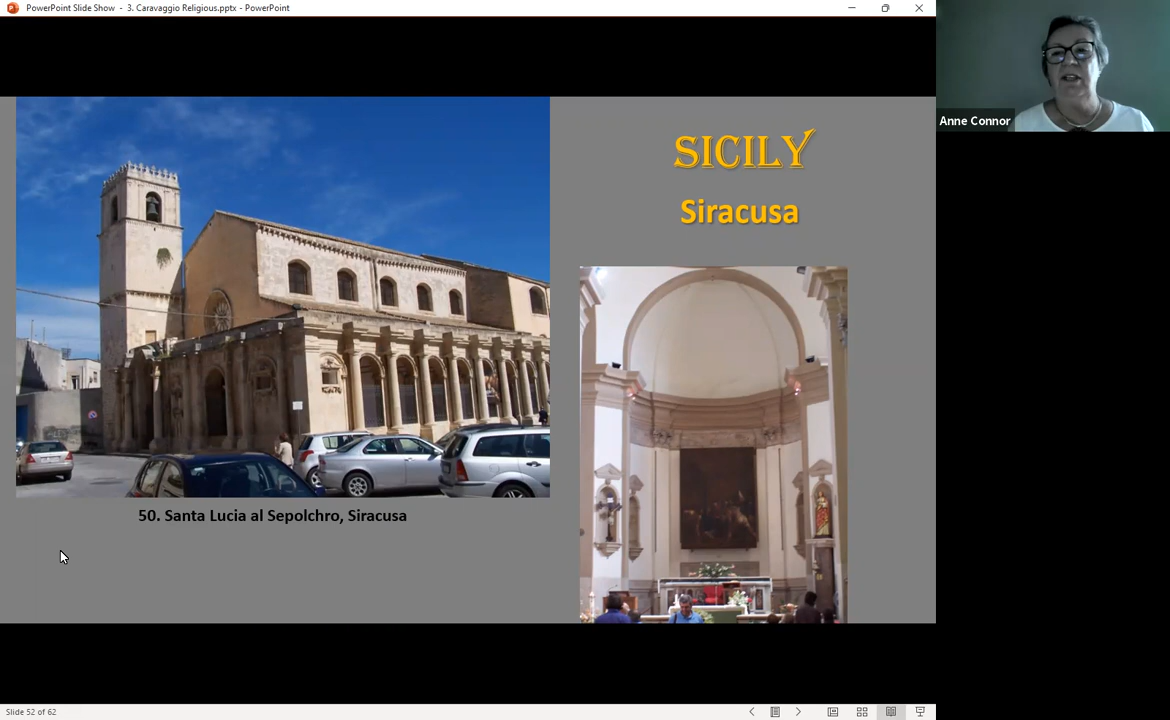 PowerPoint Slide Show - 3. Caravaggio Religious.pptx - PowerPoint
Anne Connor
SICILY
Siracusa
50. Santa Lucia al Sepolchro, Siracusa
Slide 52 of 62